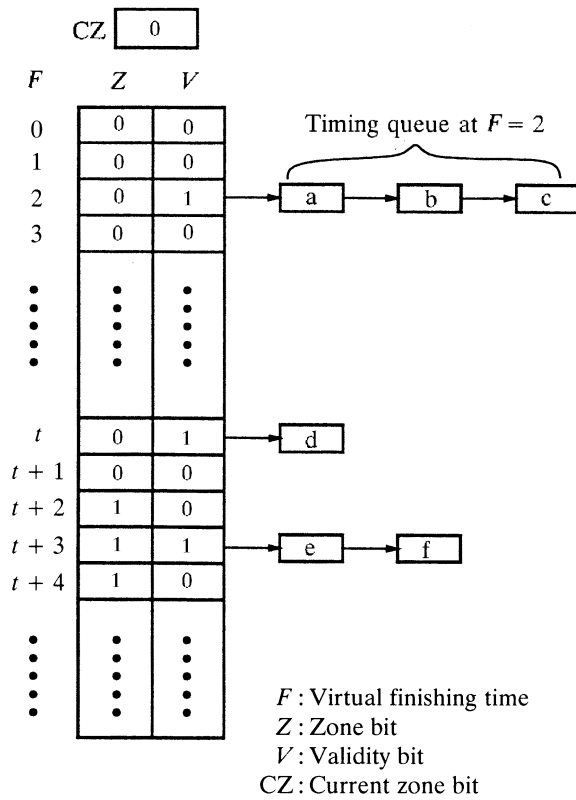 CZ 0
F Z V
0 0 0
Timing queue at F = 2
1 0 0
2 0 1 a b c
3 0 0
t 0 1 d
t + 1 0 0
t + 2 1 0
t + 3 1 1 e f
t + 4 1 0
F : Virtual finishing time
Z : Zone bit
V : Validity bit
CZ : Current zone bit